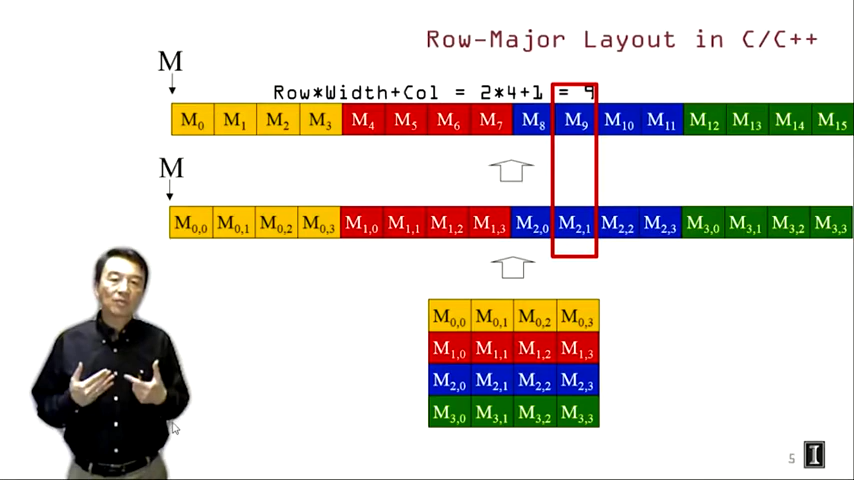 Row-Major Layout in C/C++
M
Row*Width+Col = 2*4+1 = 9
M0 M1 M2 M3 M4 M5 M6 M7 M8 M9 M10 M11 M12 M13 M14 M15
M
M0,0 M0,1 M0,2 M0,3 M1,0 M1,1 M1,2 M1,3 M2,0 M2,1 M2,2 M2,3 M3,0 M3,1 M3,2 M3,3
M0,0 M0,1 M0,2 M0,3
M1,0 M1,1 M1,2 M1,3
M2,0 M2,1 M2,2 M2,3
M3,0 M3,1 M3,2 M3,3
5 I